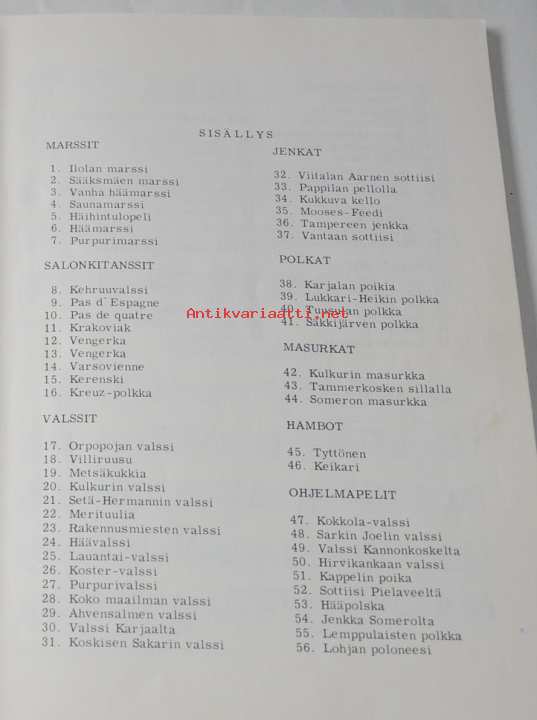 SISÄLLYS
MARSSIT
1. Ilolan marssi
2. Sääksmäen marssi
3. Vanha häämarssi
4. Saunamarssi
5. Häihintulopeli
6. Häämarssi
7. Purpurimarssi
SALONKITANSSIT
8. Kehruuvalssi
9. Pas d'Espagne
10. Pas de quatre
11. Krakoviak
12. Vengerka
13. Vengerka
14. Varsovienne
15. Kerenski
16. Kreuz-polkka
VALSSIT
17. Orpopojan valssi
18. Villiruusu
19. Metsäkukkia
20. Kulkurin valssi
21. Setä-Hermannin valssi
22. Merituulia
23. Rakennusmiesten valssi
24. Häävalssi
25. Lauantai-valssi
26. Koster-valssi
27. Purpurivalssi
28. Koko maailman valssi
29. Ahvensalmen valssi
30. Valssi Karjaalta
31. Koskisen Sakarin valssi
JENKAT
32. Viitalan Aarnen sottiisi
33. Pappilan pellolla
34. Kukkuva kello
35. Mooses-Feedi
36. Tampereen jenkka
37. Vantaan sottiisi
POLKAT
38. Karjalan poikia
39. Lukkari-Heikin polkka
40. Tuusulan polkka
41. Säkkijärven polkka
MASURKAT
42. Kulkurin masurkka
43. Tammerkosken sillalla
44. Someron masurkka
HAMBOT
45. Tyttönen
46. Keikari
OHJELMAPELIT
47. Kokkola-valssi
48. Sarkin Joelin valssi
49. Valssi Kannonkoskelta
50. Hirvikankaan valssi
51. Kappelin poika
52. Sottiisi Pielaveeltä
53. Hääpolska
54. Jenkka Somerolta
55. Lemppulaisten polkka
56. Lohjan poloneesi
Antikvariaatti.net